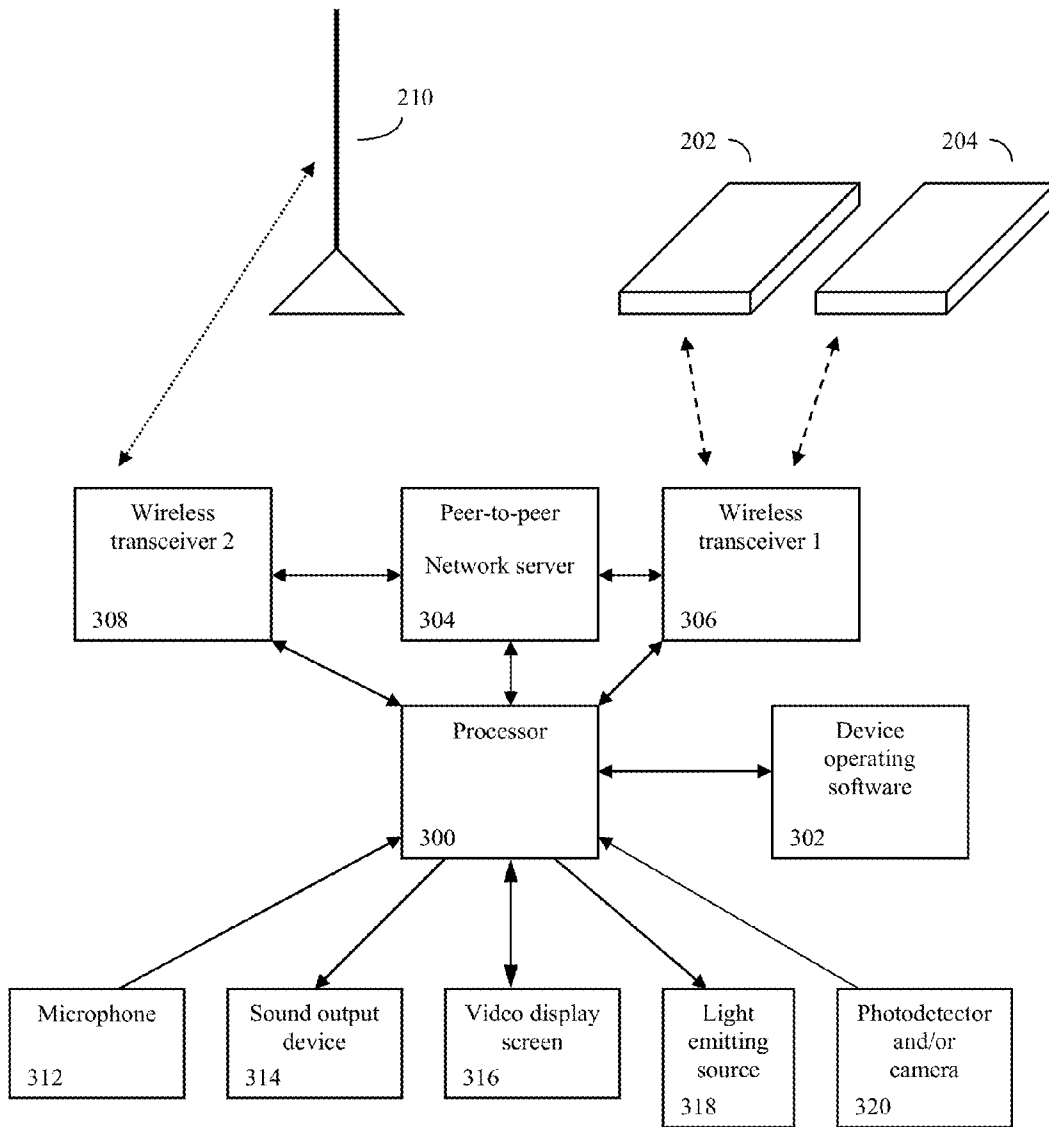 210
202
204
Wireless
transceiver 2
308
Peer-to-peer
Network server
304
Wireless
transceiver 1
306
Processor
300
Device
operating
software
302
Microphone
312
Sound output
device
314
Video display
screen
316
Light
emitting
source
318
Photodetector
and/or
camera
320